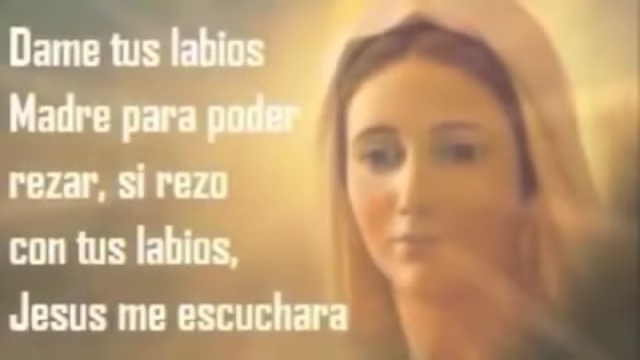 Dame tus labios
Madre para poder
rezar, si rezo
con tus labios,
Jesus me escuchara